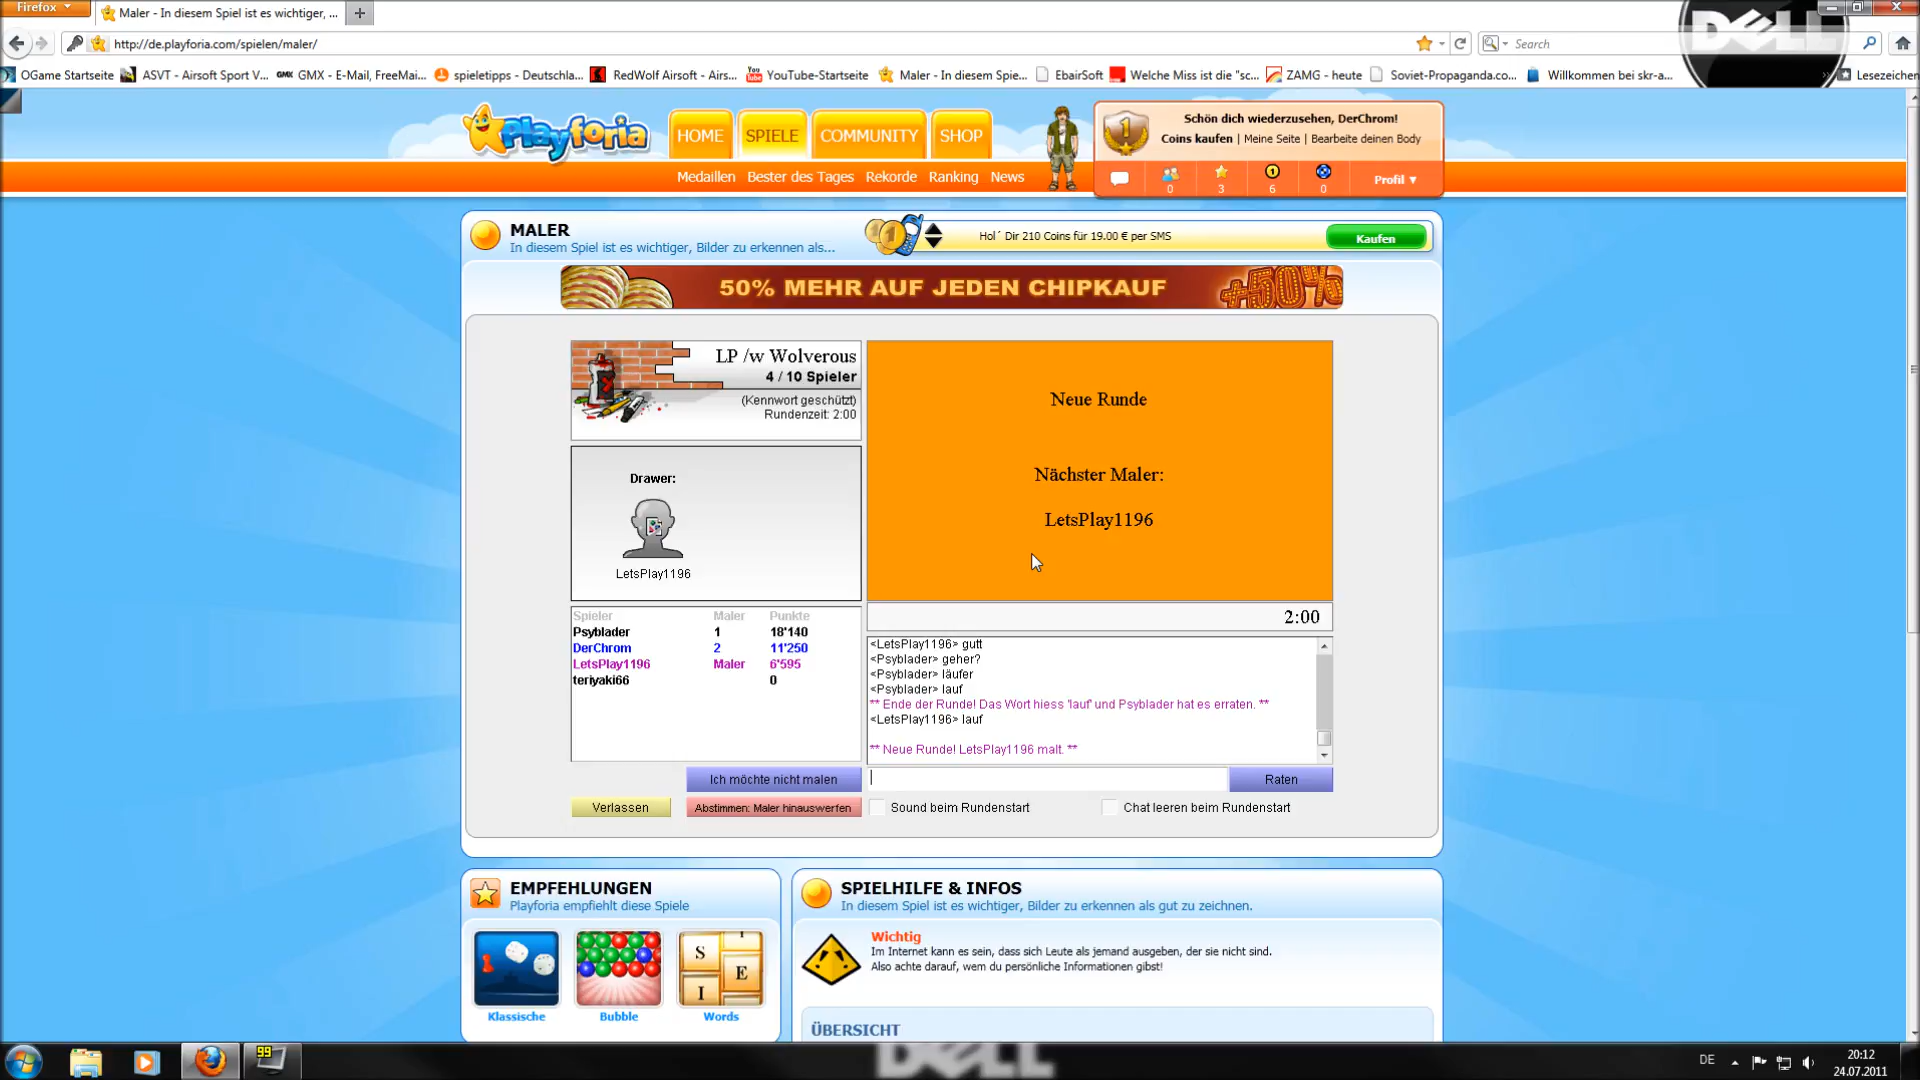 Firefox
Maler - In diesem Spiel ist es wichtiger, ...
http://de.playforia.com/spielen/maler/
Search
DELL
OGame Startseite
ASVT - Airsoft Sport V...
GMX GMX - E-Mail, FreeMai...
spieletipps - Deutschla...
RedWolf Airsoft - Airs...
YouTube-Startseite
Maler - In diesem Spie...
EbairSoft
Welche Miss ist die "sc...
ZAMG - heute
Soviet-Propaganda.co...
Willkommen bei skr-a...
Lesezeichen
Playforia
HOME
SPIELE
COMMUNITY
SHOP
1
Schön dich wiederzusehen, DerChrom!
Coins kaufen | Meine Seite | Bearbeite deinen Body
Medaillen
Bester des Tages
Rekorde
Ranking
News
0
3
6
0
Profil ▼
MALER
In diesem Spiel ist es wichtiger, Bilder zu erkennen als...
Hol´ Dir 210 Coins für 19.00 € per SMS
Kaufen
50% MEHR AUF JEDEN CHIPKAUF
+50%
LP /w Wolverous
4 / 10 Spieler
(Kennwort geschützt)
Rundenzeit: 2:00
Neue Runde
Nächster Maler:
LetsPlay1196
Drawer:
LetsPlay1196
2:00
Spieler Maler Punkte
Psyblader 1 18'140
DerChrom 2 11'250
LetsPlay1196 Maler 6'595
teriyaki66 0
<LetsPlay1196> gutt
<Psyblader> geher?
<Psyblader> läufer
<Psyblader> lauf
** Ende der Runde! Das Wort hiess 'lauf' und Psyblader hat es erraten. **
<LetsPlay1196> lauf
** Neue Runde! LetsPlay1196 malt. **
Ich möchte nicht malen
Raten
Verlassen
Abstimmen: Maler hinauswerfen
Sound beim Rundenstart
Chat leeren beim Rundenstart
EMPFEHLUNGEN
Playforia empfiehlt diese Spiele
S
E
I
Klassische
Bubble
Words
SPIELHILFE & INFOS
In diesem Spiel ist es wichtiger, Bilder zu erkennen als gut zu zeichnen.
Wichtig
Im Internet kann es sein, dass sich Leute als jemand ausgeben, der sie nicht sind.
Also achte darauf, wem du persönliche Informationen gibst!
ÜBERSICHT
99
DELL
DE
20:12
24.07.2011